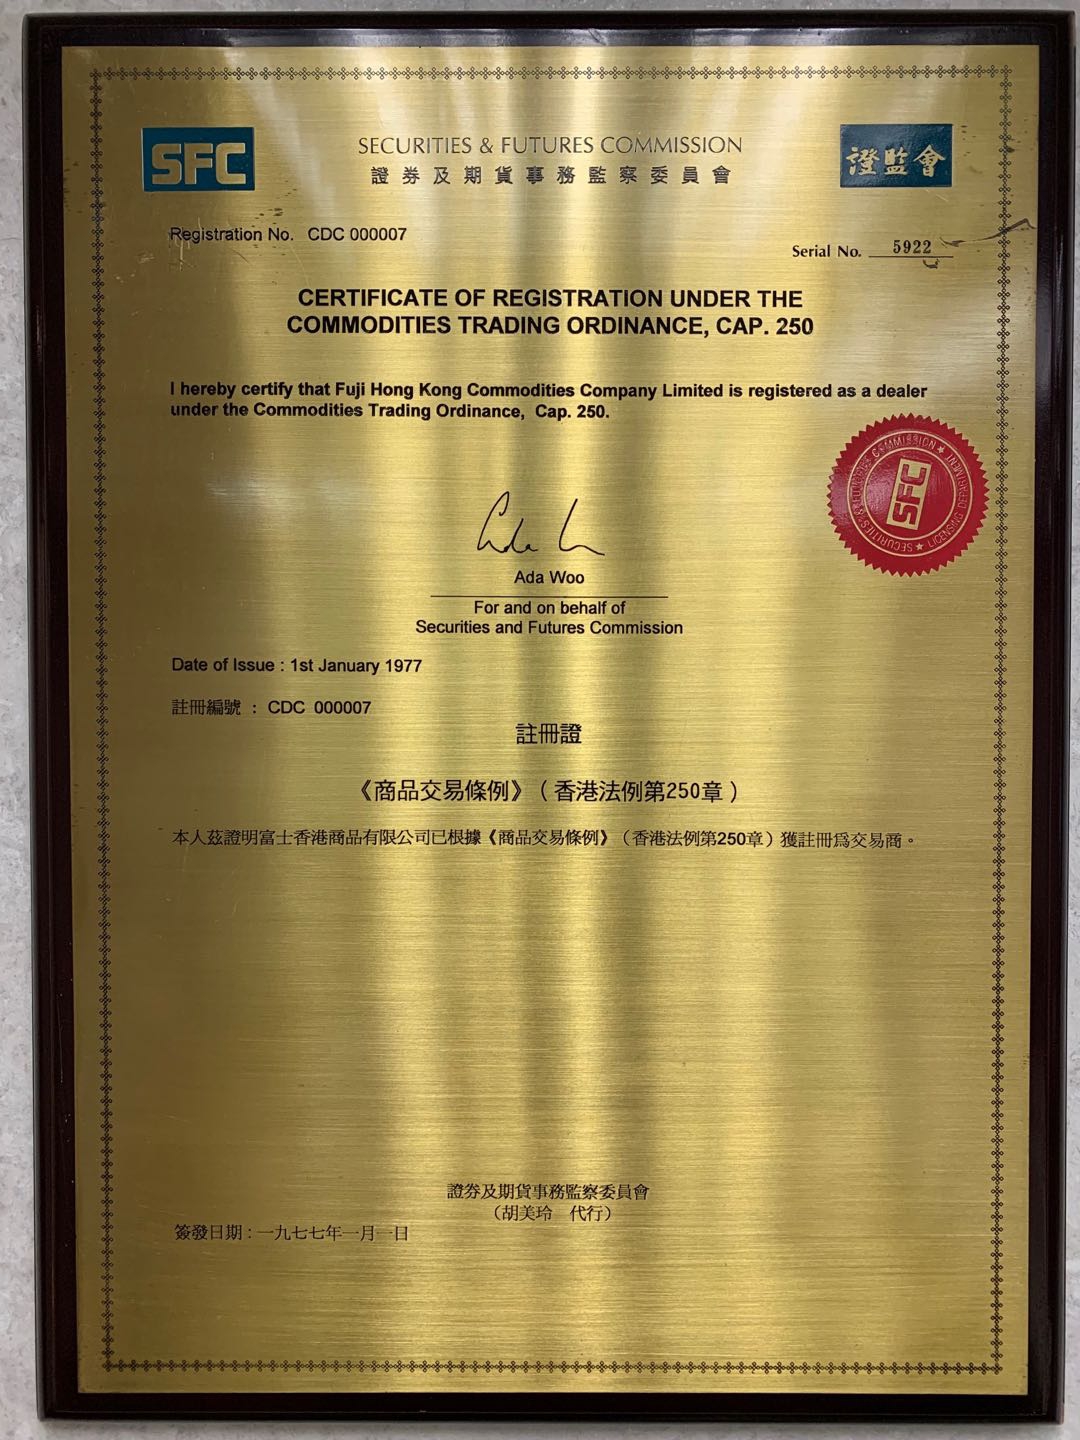 SFC
SECURITIES & FUTURES COMMISSION
證券及期貨事務監察委員會
證監會
Registration No. CDC 000007
Serial No. 5922
CERTIFICATE OF REGISTRATION UNDER THE
COMMODITIES TRADING ORDINANCE, CAP. 250
I hereby certify that Fuji Hong Kong Commodities Company Limited is registered as a dealer
under the Commodities Trading Ordinance, Cap. 250.
SECURITIES & FUTURES COMMISSION ★ LICENSING DEPARTMENT ★
SFC
Ada Woo
For and on behalf of
Securities and Futures Commission
Date of Issue : 1st January 1977
註冊編號 : CDC 000007
註冊證
《商品交易條例》（香港法例第250章）
本人茲證明富士香港商品有限公司已根據《商品交易條例》（香港法例第250章）獲註冊爲交易商。
證券及期貨事務監察委員會
（胡美玲 代行）
簽發日期 : 一九七七年一月一日